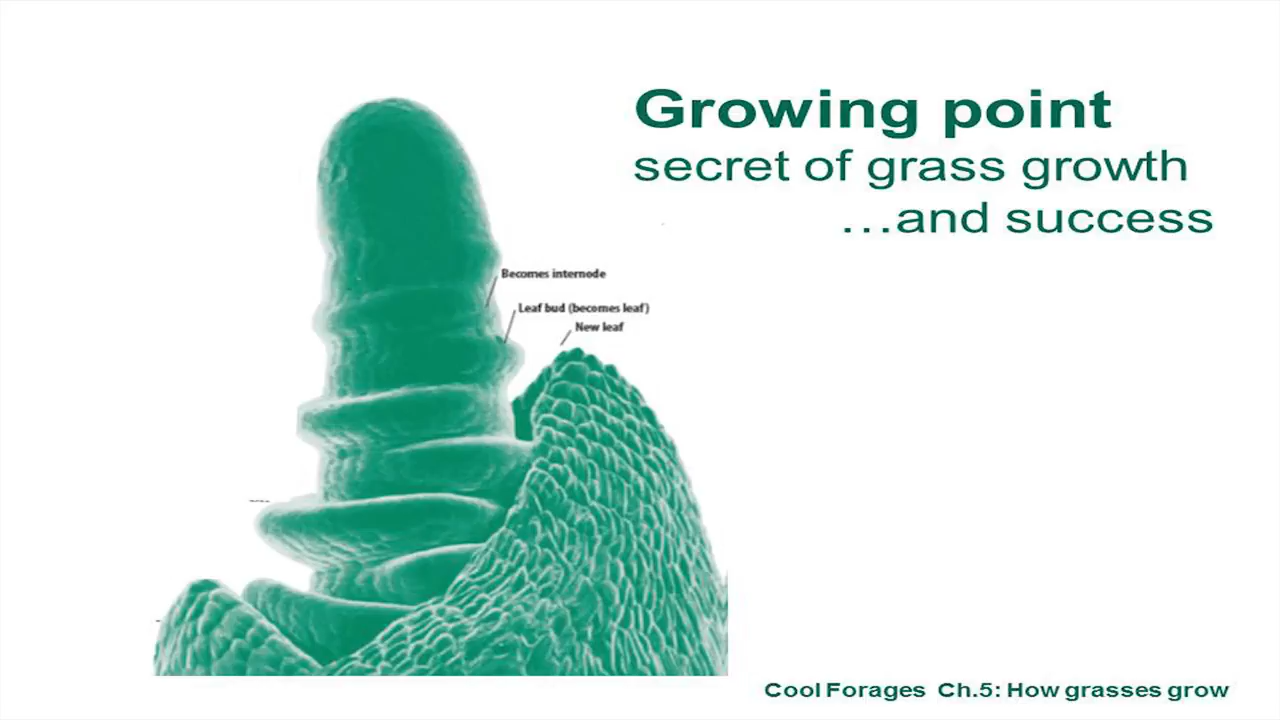 Growing point
secret of grass growth
...and success
Becomes internode
Leaf bud (becomes leaf)
New leaf
Cool Forages Ch.5: How grasses grow